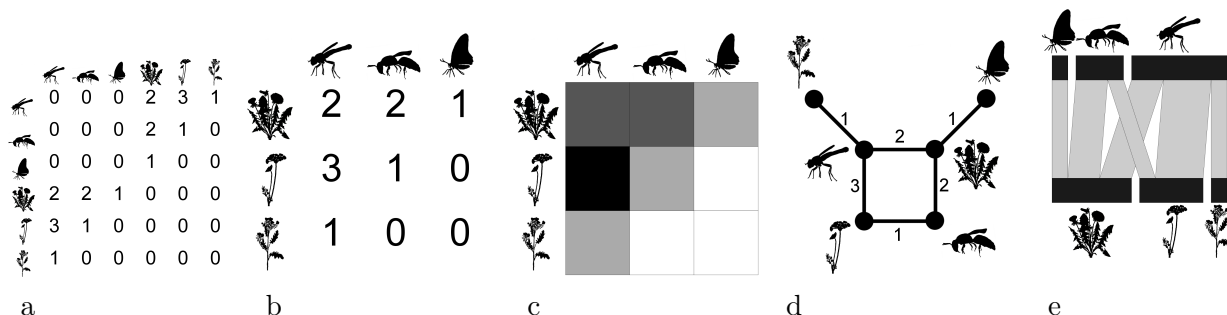 0 0 0 2 3 1
0 0 0 2 1 0
0 0 0 1 0 0
2 2 1 0 0 0
3 1 0 0 0 0
1 0 0 0 0 0
a
2 2 1
3 1 0
1 0 0
b
c
1 2 1
3 2
1
d
e